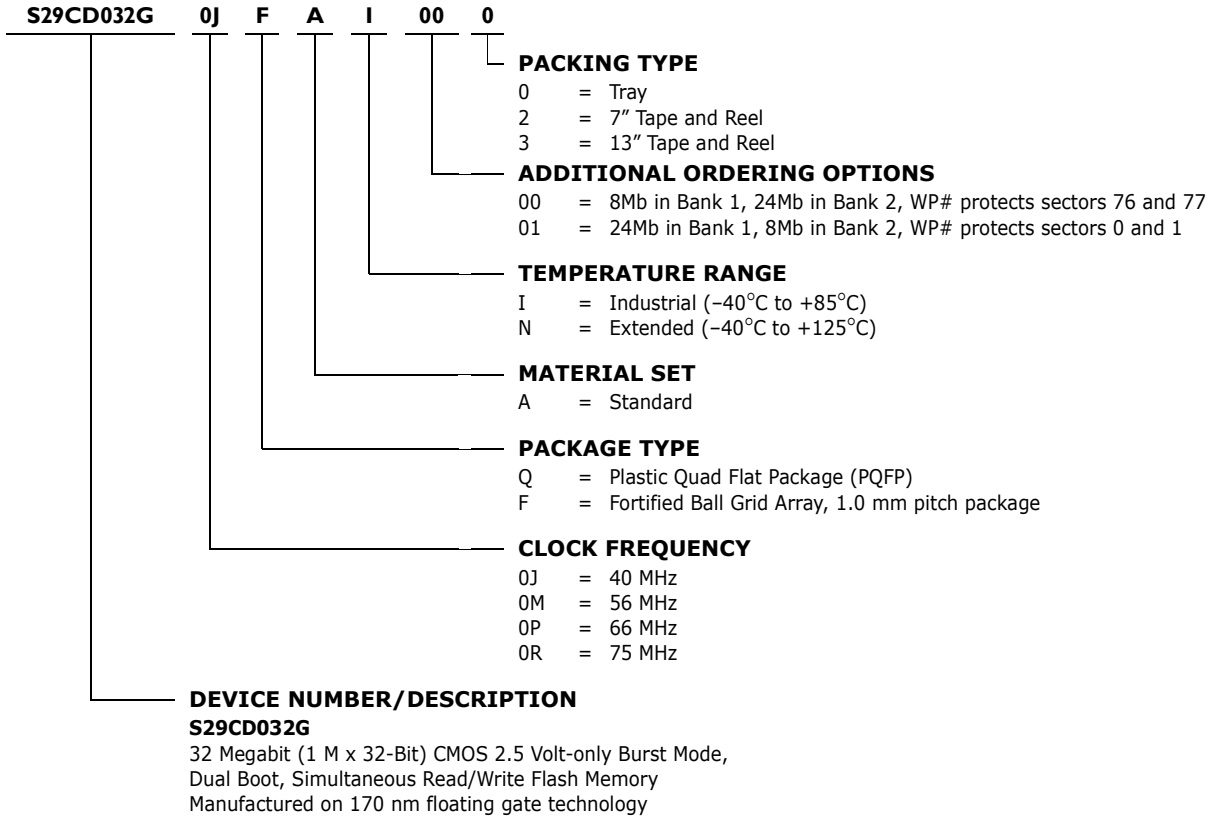 S29CD032G 0J F A I 00 0
PACKING TYPE
0 = Tray
2 = 7” Tape and Reel
3 = 13” Tape and Reel
ADDITIONAL ORDERING OPTIONS
00 = 8Mb in Bank 1, 24Mb in Bank 2, WP# protects sectors 76 and 77
01 = 24Mb in Bank 1, 8Mb in Bank 2, WP# protects sectors 0 and 1
TEMPERATURE RANGE
I = Industrial (–40°C to +85°C)
N = Extended (–40°C to +125°C)
MATERIAL SET
A = Standard
PACKAGE TYPE
Q = Plastic Quad Flat Package (PQFP)
F = Fortified Ball Grid Array, 1.0 mm pitch package
CLOCK FREQUENCY
0J = 40 MHz
0M = 56 MHz
0P = 66 MHz
0R = 75 MHz
DEVICE NUMBER/DESCRIPTION
S29CD032G
32 Megabit (1 M x 32-Bit) CMOS 2.5 Volt-only Burst Mode,
Dual Boot, Simultaneous Read/Write Flash Memory
Manufactured on 170 nm floating gate technology